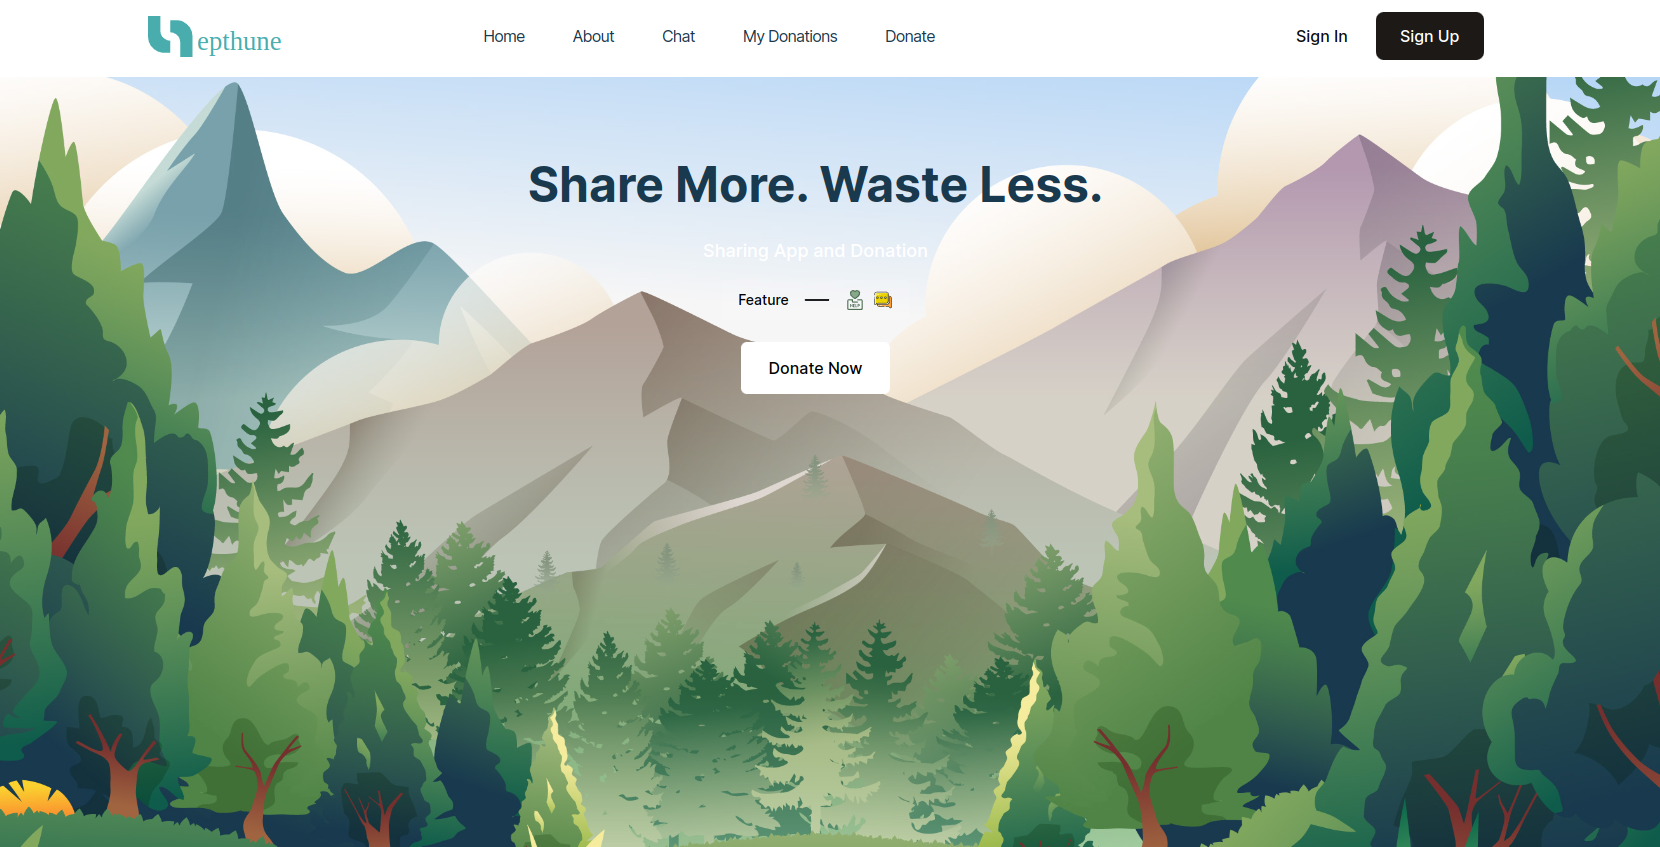 epthune
Home About Chat My Donations Donate
Sign In Sign Up
Share More. Waste Less.
Sharing App and Donation
Feature
Donate Now